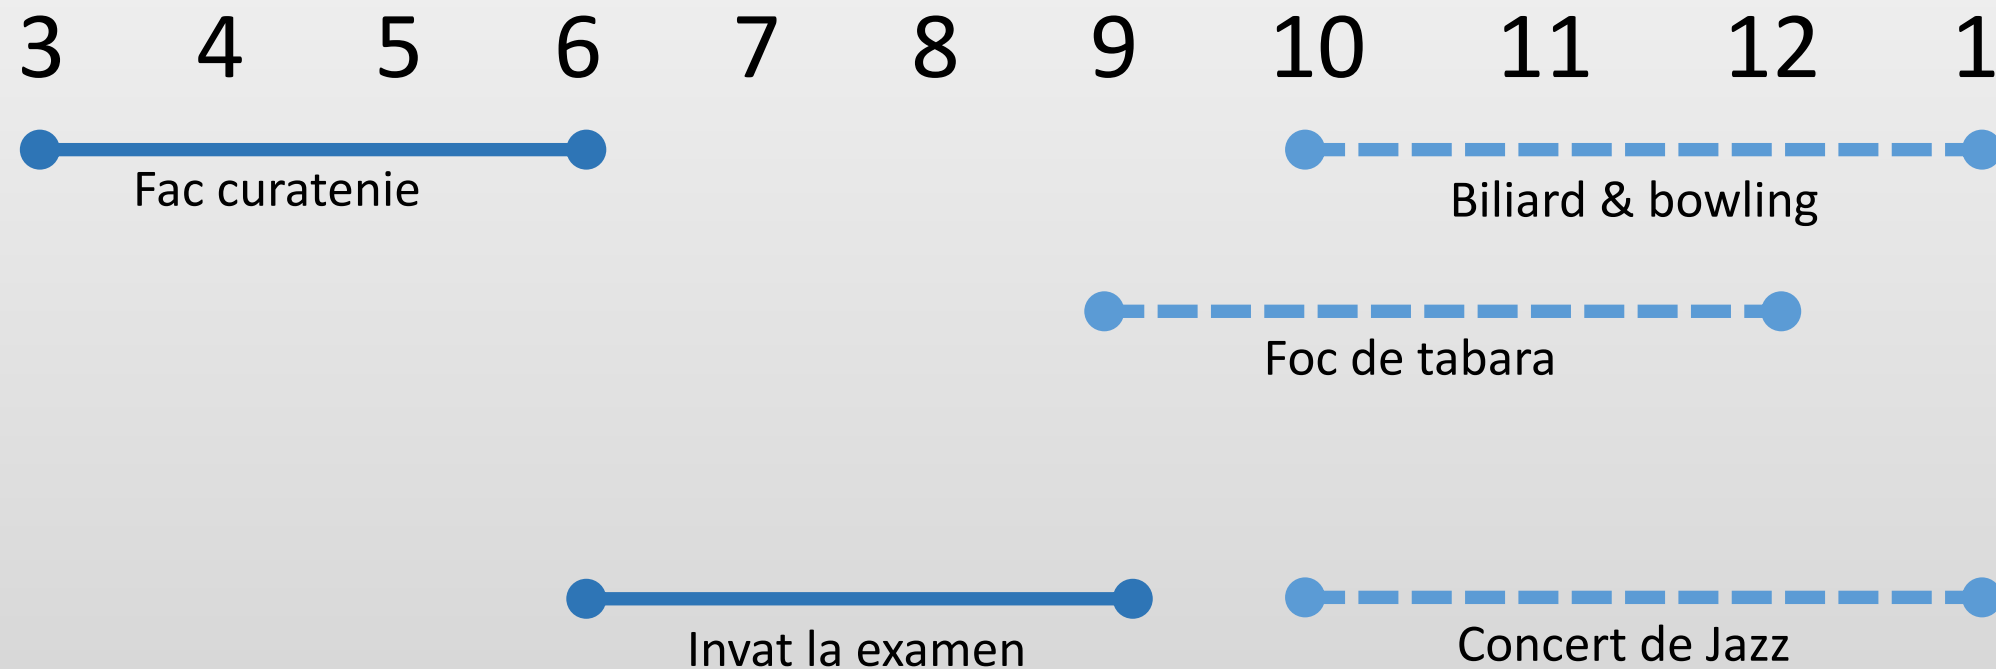 3 4 5 6 7 8 9 10 11 12 1
Fac curatenie
Biliard & bowling
Foc de tabara
Invat la examen
Concert de Jazz